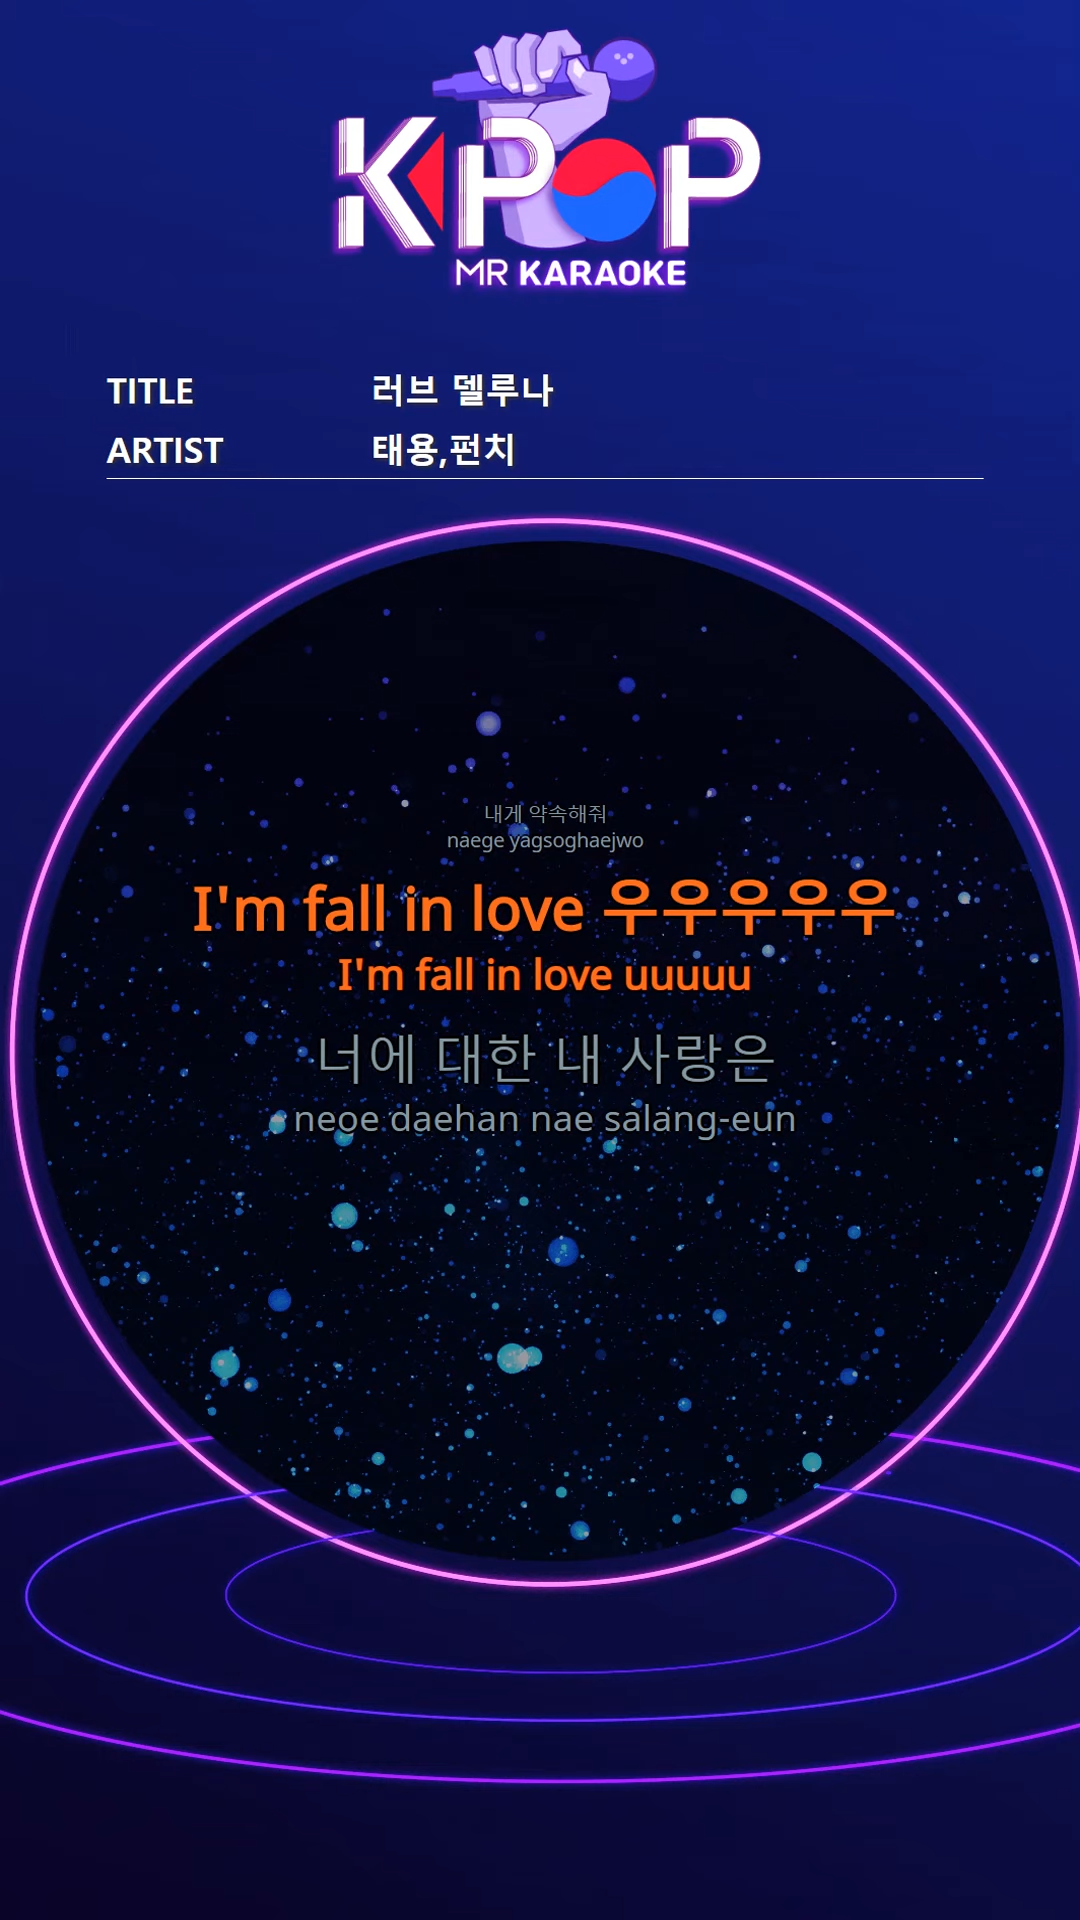 KPOP
MR KARAOKE
TITLE 러브 델루나
ARTIST 태용,펀치
내게 약속해줘
naege yagsoghaejwo
I'm fall in love 우우우우우
I'm fall in love uuuuu
너에 대한 내 사랑은
neoe daehan nae salang-eun